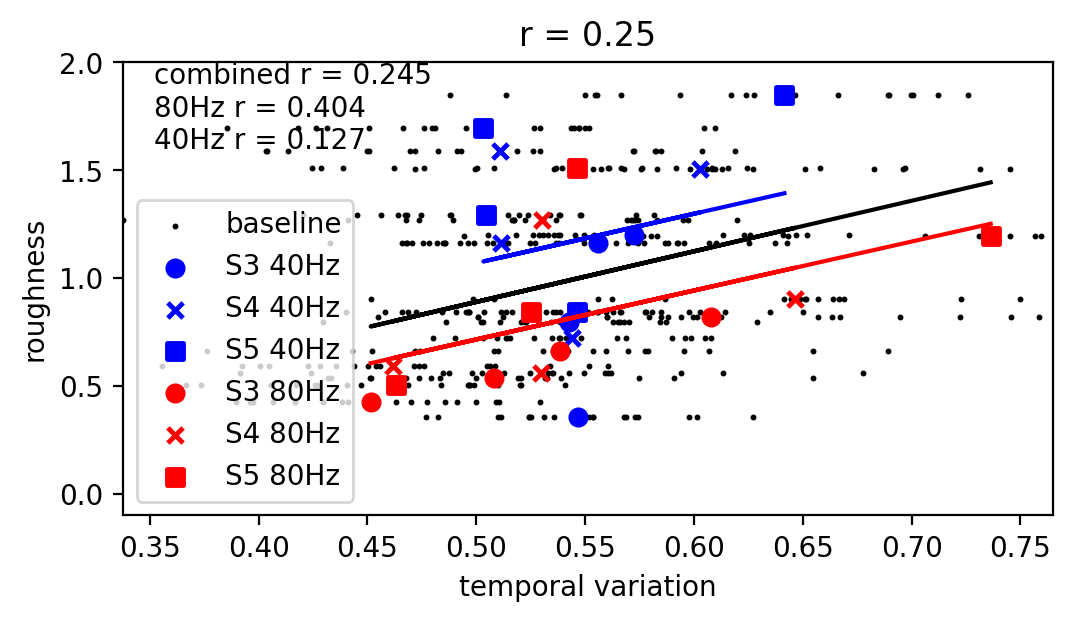 r = 0.25
combined r = 0.245
80Hz r = 0.404
40Hz r = 0.127
2.0
1.5
1.0
0.5
0.0
roughness
baseline
S3 40Hz
S4 40Hz
S5 40Hz
S3 80Hz
S4 80Hz
S5 80Hz
0.35 0.40 0.45 0.50 0.55 0.60 0.65 0.70 0.75
temporal variation